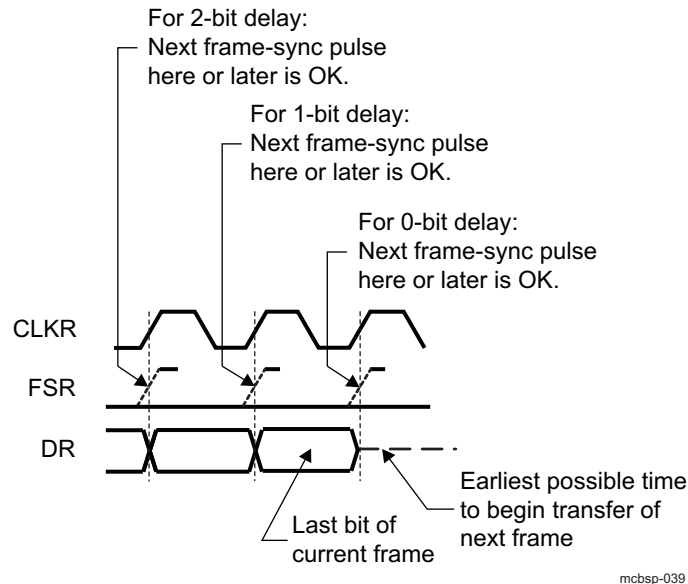 For 2-bit delay:
Next frame-sync pulse
here or later is OK.
For 1-bit delay:
Next frame-sync pulse
here or later is OK.
For 0-bit delay:
Next frame-sync pulse
here or later is OK.
CLKR
FSR
DR
Last bit of
current frame
Earliest possible time
to begin transfer of
next frame
mcbsp-039